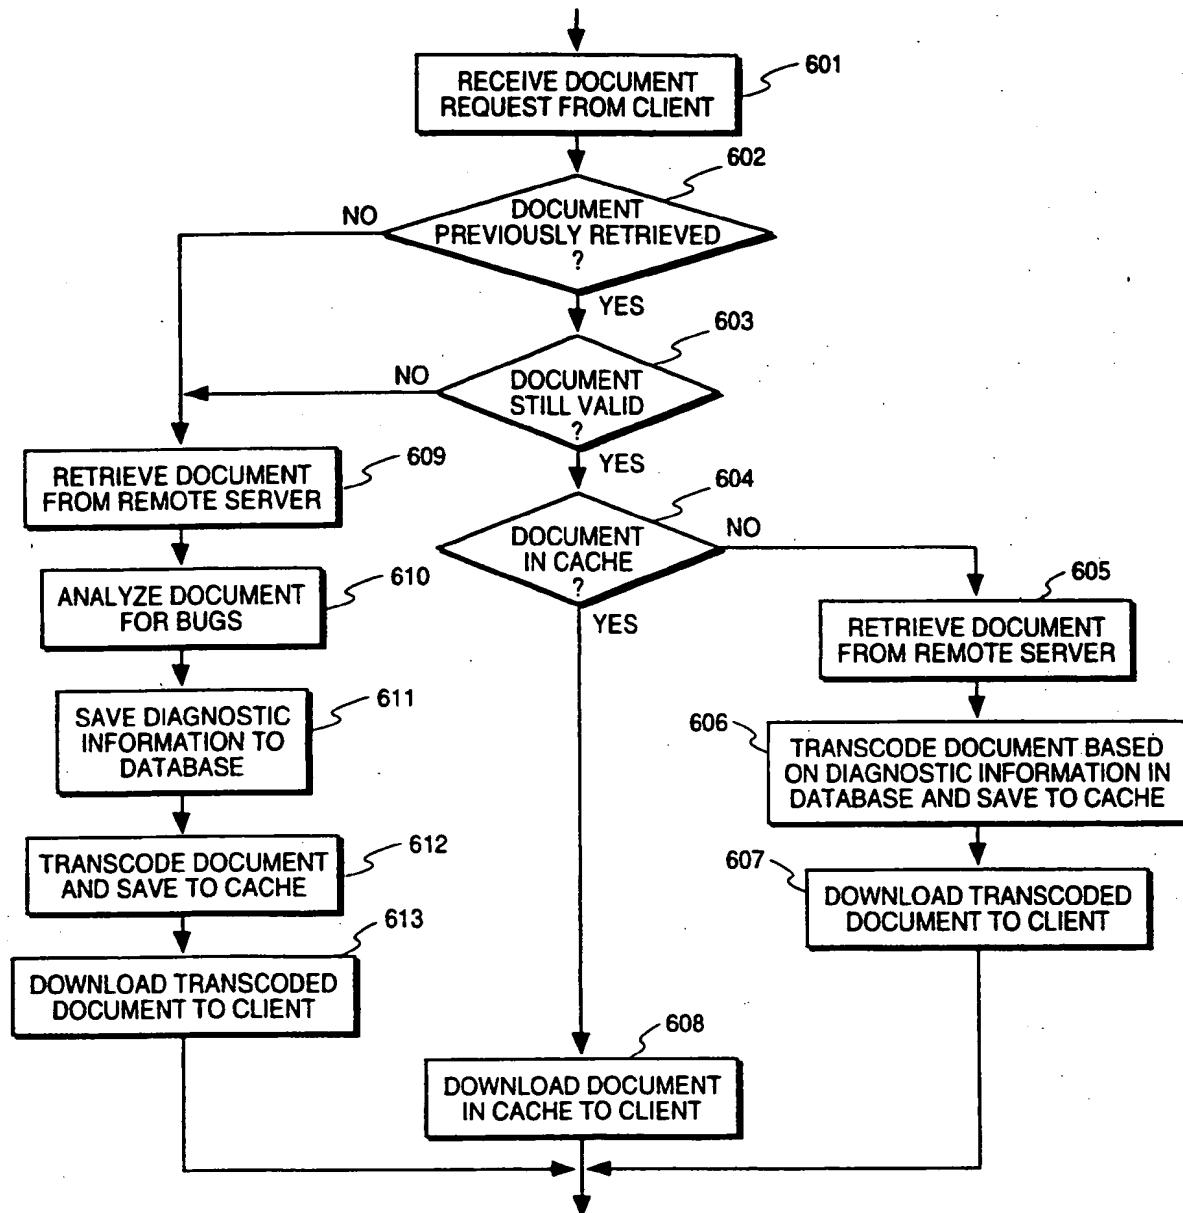 RECEIVE DOCUMENT
REQUEST FROM CLIENT
601
602
DOCUMENT
PREVIOUSLY RETRIEVED
?
NO
YES
603
DOCUMENT
STILL VALID
?
NO
YES
604
DOCUMENT
IN CACHE
?
NO
YES
605
RETRIEVE DOCUMENT
FROM REMOTE SERVER
606
TRANSCODE DOCUMENT BASED
ON DIAGNOSTIC INFORMATION IN
DATABASE AND SAVE TO CACHE
607
DOWNLOAD TRANSCODED
DOCUMENT TO CLIENT
608
DOWNLOAD DOCUMENT
IN CACHE TO CLIENT
609
RETRIEVE DOCUMENT
FROM REMOTE SERVER
610
ANALYZE DOCUMENT
FOR BUGS
611
SAVE DIAGNOSTIC
INFORMATION TO
DATABASE
612
TRANSCODE DOCUMENT
AND SAVE TO CACHE
613
DOWNLOAD TRANSCODED
DOCUMENT TO CLIENT